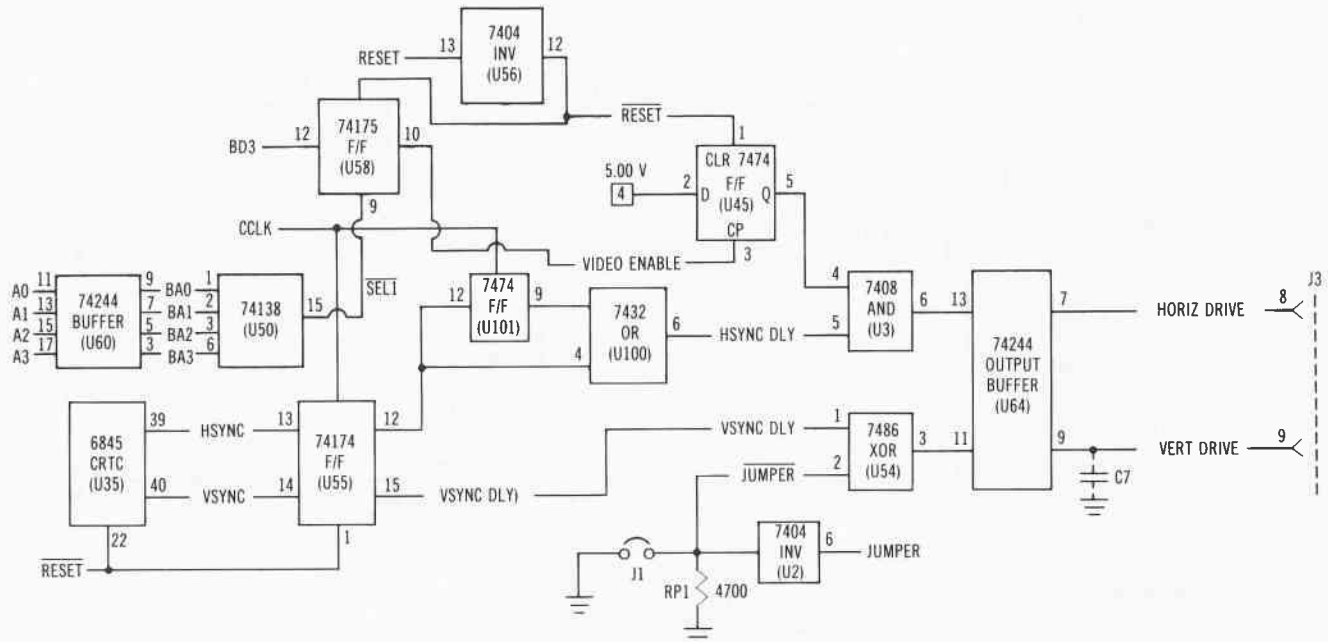 RESET 13 7404 INV (U56) 12
BD3 12 74175 F/F (U58) 10 9
RESET
5.00 V
4
1
2 CLR 7474 D F/F Q (U45) CP 5
3
CCLK
VIDEO ENABLE
SEL1
A0 11
A1 13
A2 15
A3 17
74244 BUFFER (U60)
9 BA0 1
7 BA1 2
5 BA2 3
3 BA3 6
74138 (U50) 15
12 7474 F/F (U101) 9
4 7432 OR (U100) 6
HSYNC DLY
4 5 7408 AND (U3) 6
13 11 74244 OUTPUT BUFFER (U64) 7 9
HORIZ DRIVE 8
J3
VERT DRIVE 9
C7
6845 CRTC (U35) 39 40 22
HSYNC 13
VSYNC 14
74174 F/F (U55) 12 15 1
VSYNC DLY)
VSYNC DLY 1
JUMPER 2
7486 XOR (U54) 3
RESET
J1
RP1 4700
7404 INV (U2) 6
JUMPER